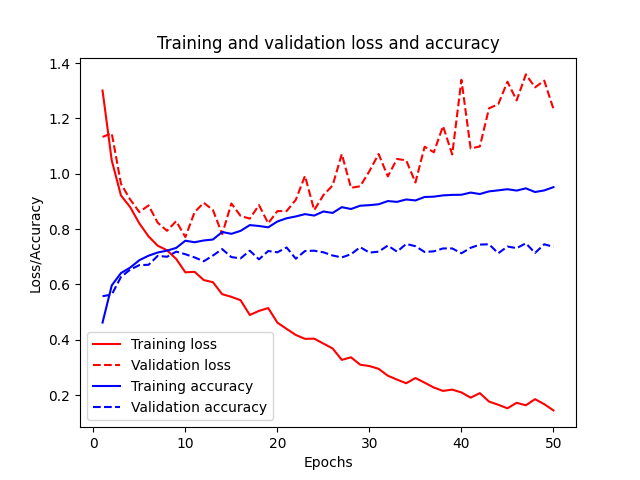 Training and validation loss and accuracy
1.4
1.2
1.0
0.8
0.6
0.4
0.2
Loss/Accuracy
Training loss
Validation loss
Training accuracy
Validation accuracy
0 10 20 30 40 50
Epochs